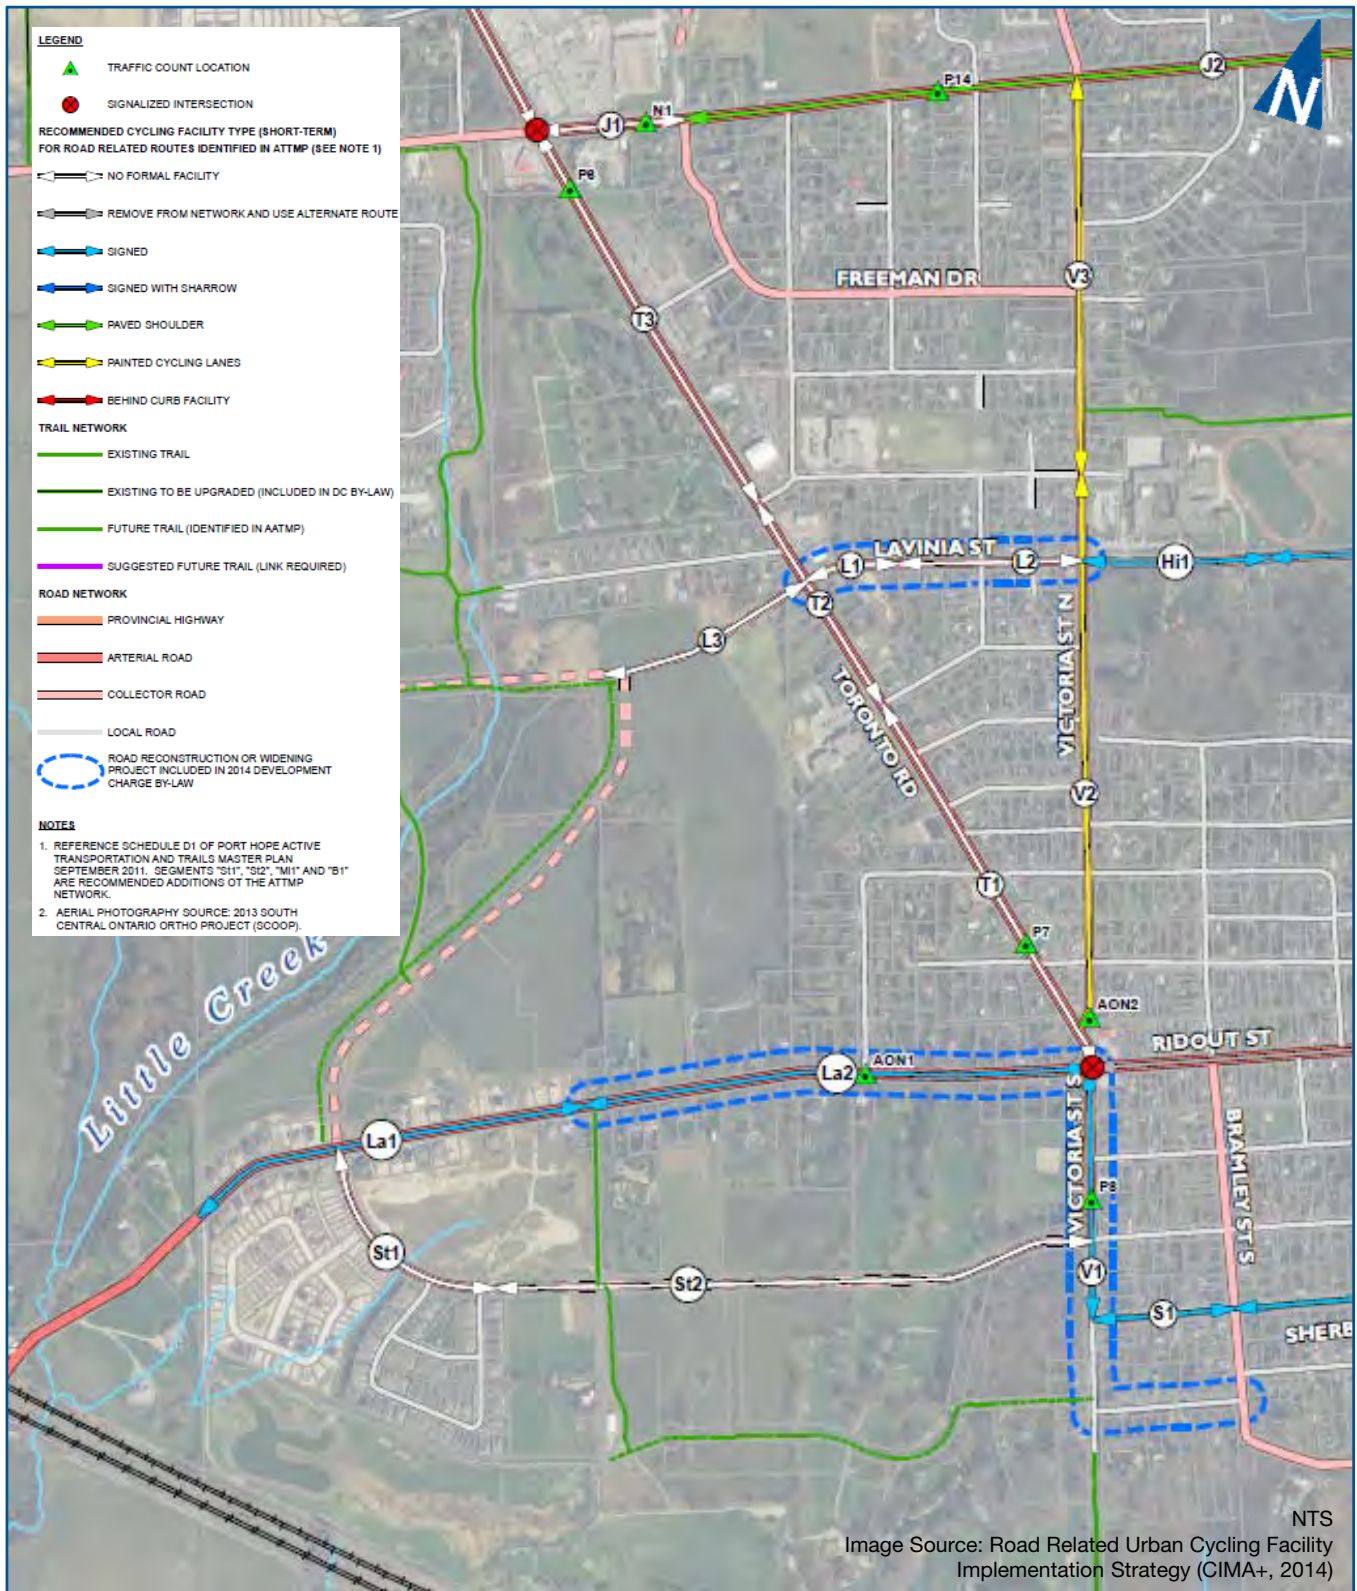 LEGEND
TRAFFIC COUNT LOCATION
SIGNALIZED INTERSECTION
RECOMMENDED CYCLING FACILITY TYPE (SHORT-TERM)
FOR ROAD RELATED ROUTES IDENTIFIED IN ATTMP (SEE NOTE 1)
NO FORMAL FACILITY
REMOVE FROM NETWORK AND USE ALTERNATE ROUTE
SIGNED
SIGNED WITH SHARROW
PAVED SHOULDER
PAINTED CYCLING LANES
BEHIND CURB FACILITY
TRAIL NETWORK
EXISTING TRAIL
EXISTING TO BE UPGRADED (INCLUDED IN DC BY-LAW)
FUTURE TRAIL (IDENTIFIED IN AATMP)
SUGGESTED FUTURE TRAIL (LINK REQUIRED)
ROAD NETWORK
PROVINCIAL HIGHWAY
ARTERIAL ROAD
COLLECTOR ROAD
LOCAL ROAD
ROAD RECONSTRUCTION OR WIDENING
PROJECT INCLUDED IN 2014 DEVELOPMENT
CHARGE BY-LAW
NOTES
1. REFERENCE SCHEDULE D1 OF PORT HOPE ACTIVE
TRANSPORTATION AND TRAILS MASTER PLAN
SEPTEMBER 2011. SEGMENTS "St1", "St2", "MI1" AND "B1"
ARE RECOMMENDED ADDITIONS OT THE ATTMP
NETWORK.
2. AERIAL PHOTOGRAPHY SOURCE: 2013 SOUTH
CENTRAL ONTARIO ORTHO PROJECT (SCOOP).
N
J2
P14
N1
J1
P6
FREEMAN DR
V3
T3
LAVINIA ST
L1
L2
Hi1
T2
L3
VICTORIA ST N
TORONTO RD
V2
T1
P7
AON2
RIDOUT ST
Little Creek
La2
AON1
La1
VICTORIA ST S
BRAMLEY ST S
P8
St1
St2
V1
S1
SHERB
NTS
Image Source: Road Related Urban Cycling Facility
Implementation Strategy (CIMA+, 2014)